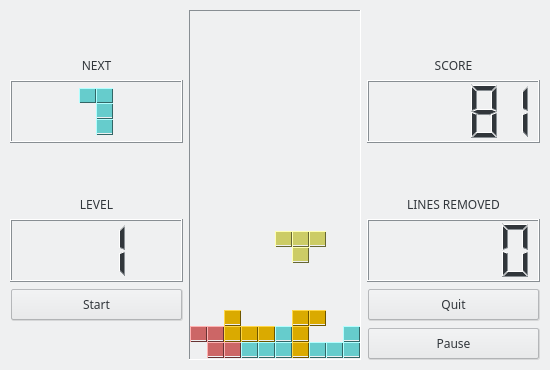 NEXT
SCORE
81
LEVEL
LINES REMOVED
1
0
Start
Quit
Pause